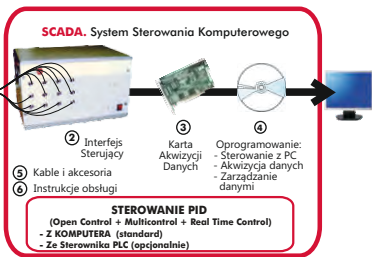 SCADA. System Sterowania Komputerowego
② Interfejs
Sterujący
③
Karta
Akwizycji
Danych
④
Oprogramowanie:
- Sterowanie z PC
- Akwizycja danych
- Zarządzanie
danymi
⑤ Kable i akcesoria
⑥ Instrukcje obsługi
STEROWANIE PID
(Open Control + Multicontrol + Real Time Control)
- Z KOMPUTERA (standard)
- Ze Sterownika PLC (opcjonalnie)